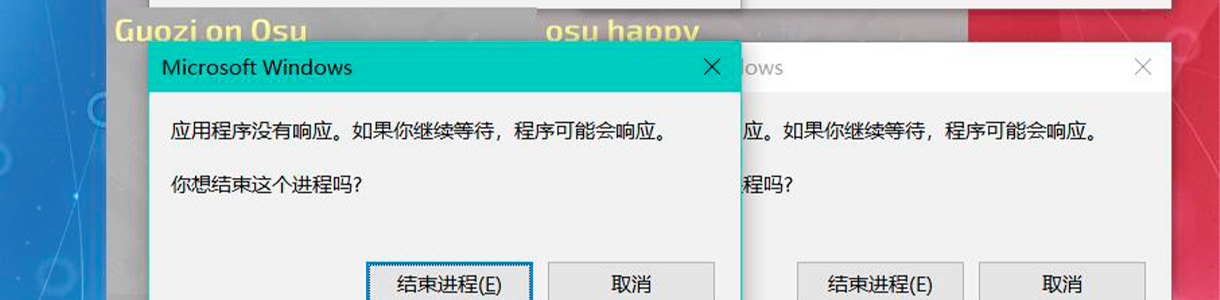 Guozi on Osu
osu happy
Microsoft Windows
lows
应用程序没有响应。如果你继续等待，程序可能会响应。
应。如果你继续等待，程序可能会响应。
你想结束这个进程吗?
程吗?
结束进程(E)
取消
结束进程(E)
取消